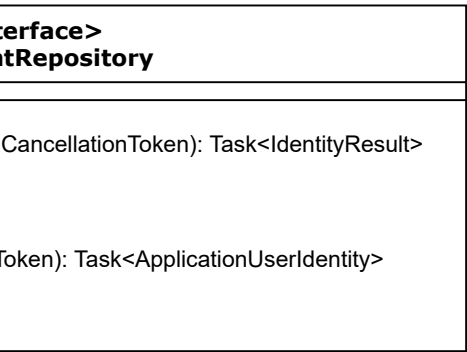 terface>
ntRepository
CancellationToken): Task<IdentityResult>
Token): Task<ApplicationUserIdentity>